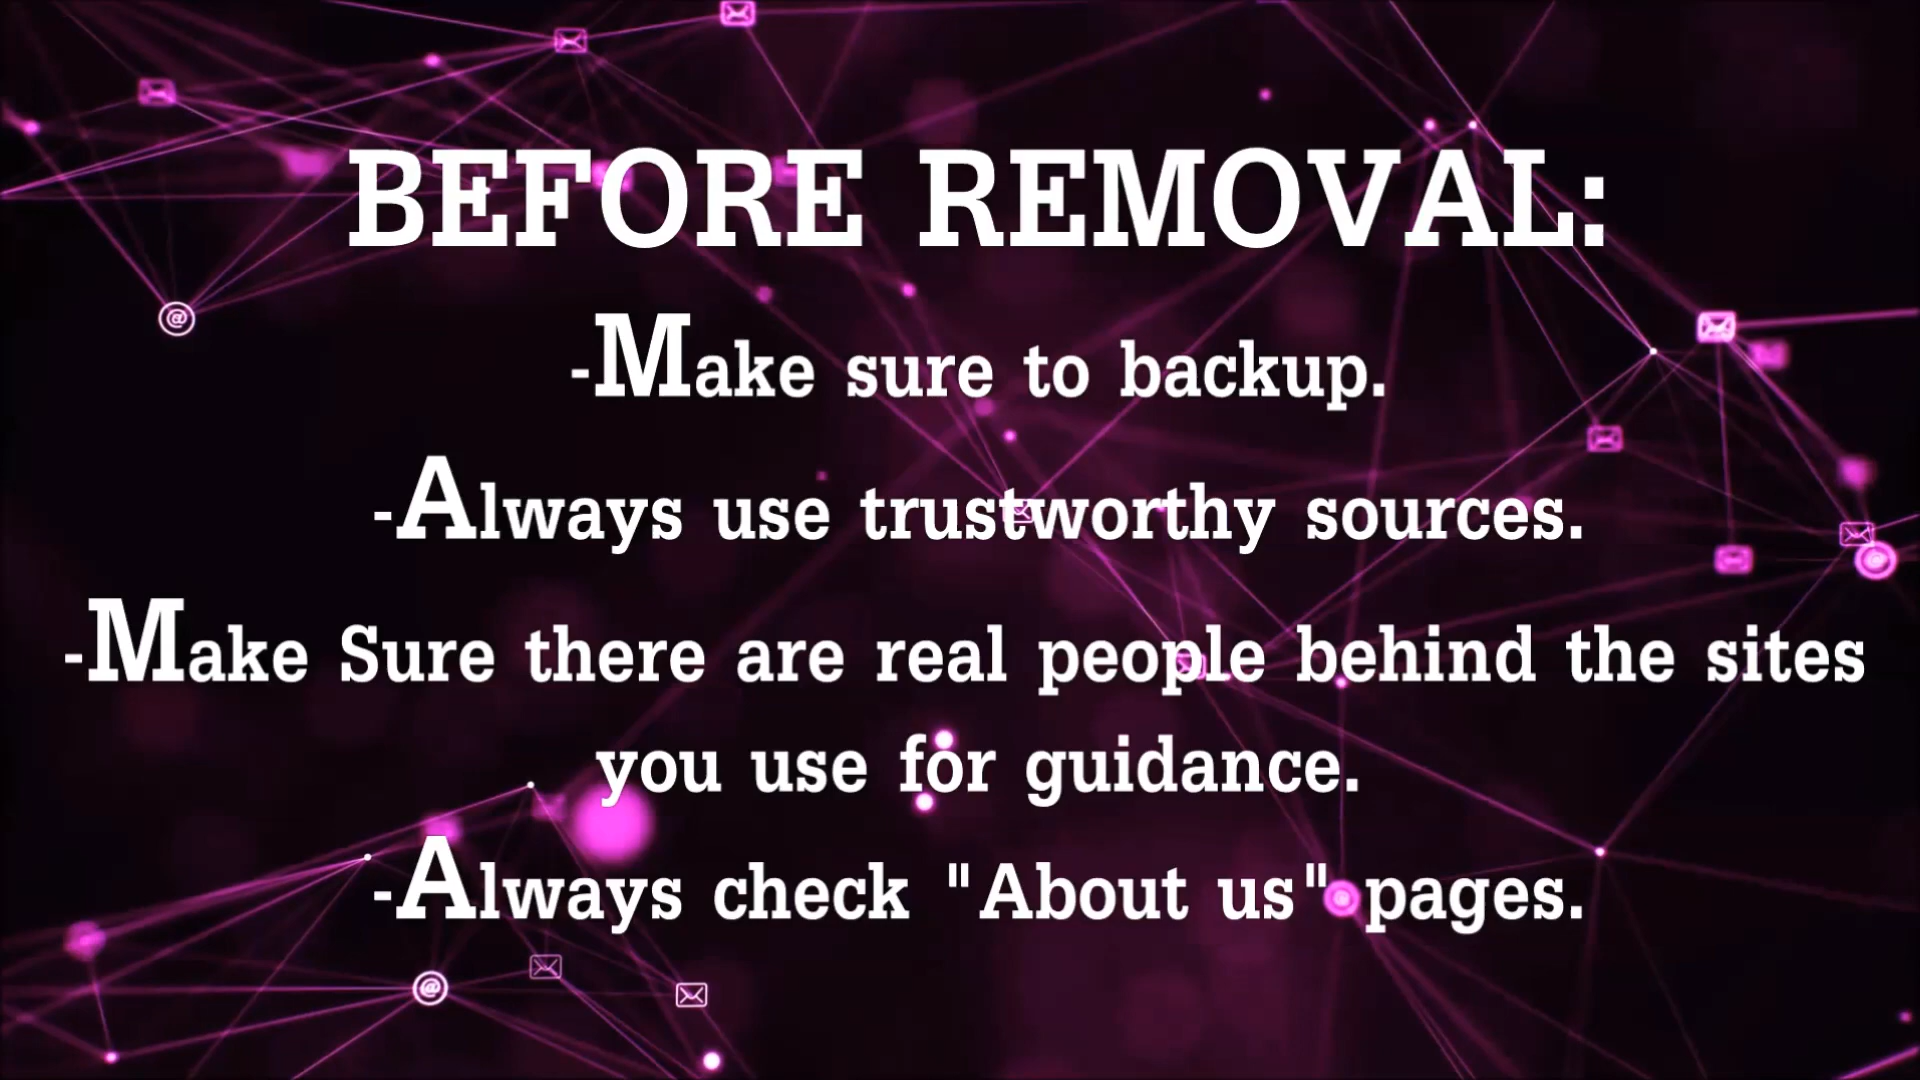 BEFORE REMOVAL:
-Make sure to backup.
-Always use trustworthy sources.
-Make Sure there are real people behind the sites
you use for guidance.
-Always check "About us" pages.